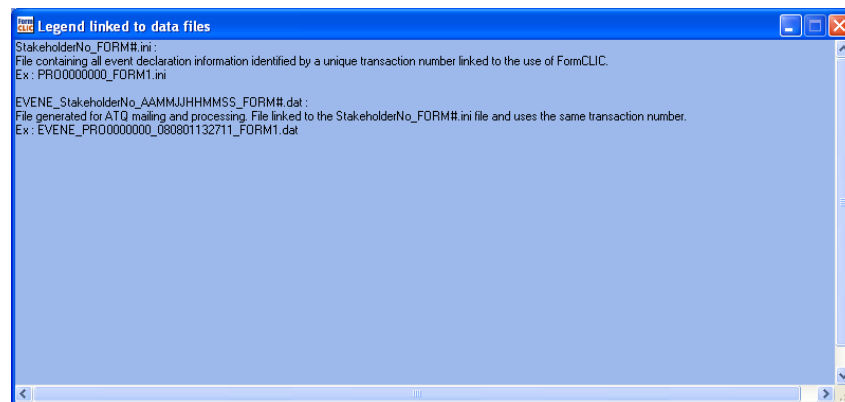 Form CLIC Legend linked to data files
StakeholderNo_FORM#.ini :
File containing all event declaration information identified by a unique transaction number linked to the use of FormCLIC.
Ex : PRO0000000_FORM1.ini
EVENE_StakeholderNo_AAMMJJHHMMSS_FORM#.dat :
File generated for ATQ mailing and processing. File linked to the StakeholderNo_FORM#.ini file and uses the same transaction number.
Ex : EVENE_PRO0000000_080801132711_FORM1.dat